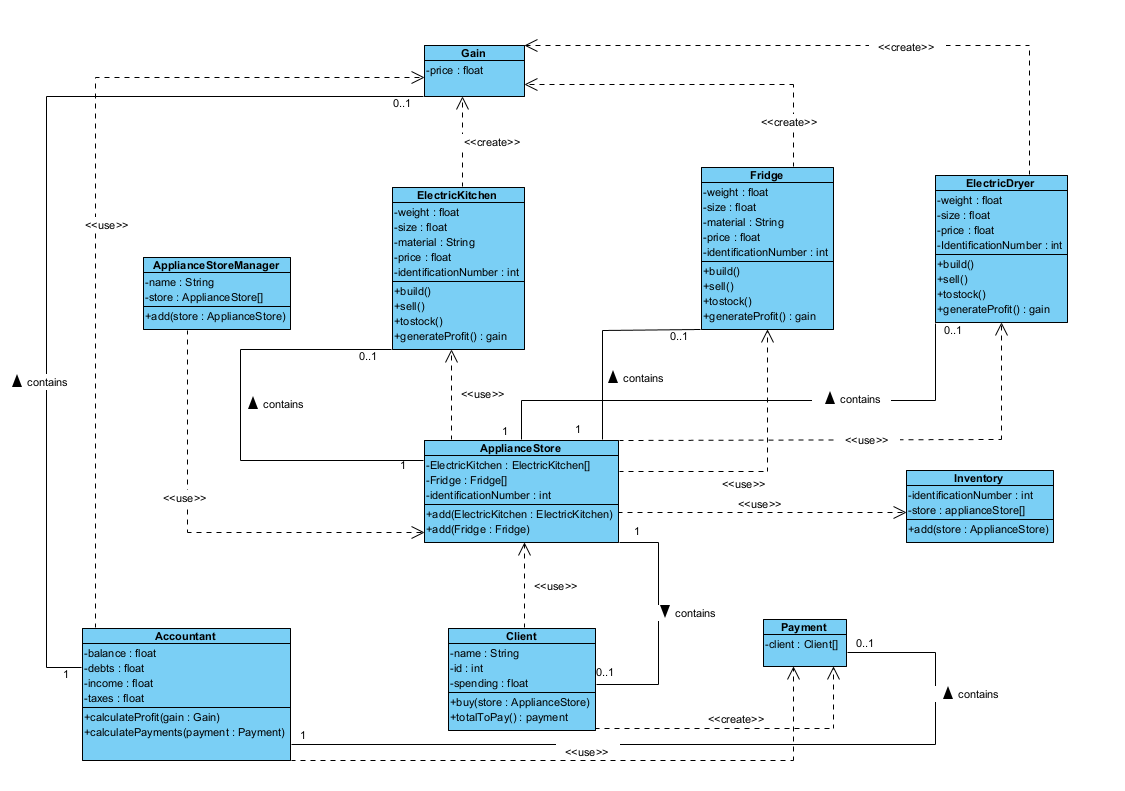 Gain
-price : float
<<create>>
0..1
<<create>>
<<create>>
ElectricKitchen
-weight : float
-size : float
-material : String
-price : float
-identificationNumber : int
+build()
+sell()
+tostock()
+generateProfit() : gain
Fridge
-weight : float
-size : float
-material : String
-price : float
-identificationNumber : int
+build()
+sell()
+tostock()
+generateProfit() : gain
ElectricDryer
-weight : float
-size : float
-price : float
-IdentificationNumber : int
+build()
+sell()
+tostock()
+generateProfit() : gain
<<use>>
ApplianceStoreManager
-name : String
-store : ApplianceStore[]
+add(store : ApplianceStore)
0..1
0..1
0..1
contains
contains
contains
contains
<<use>>
1
1
<<use>>
1
ApplianceStore
-ElectricKitchen : ElectricKitchen[]
-Fridge : Fridge[]
-identificationNumber : int
+add(ElectricKitchen : ElectricKitchen)
+add(Fridge : Fridge)
<<use>>
<<use>>
<<use>>
Inventory
-identificationNumber : int
-store : applianceStore[]
+add(store : ApplianceStore)
1
<<use>>
contains
Accountant
-balance : float
-debts : float
-income : float
-taxes : float
+calculateProfit(gain : Gain)
+calculatePayments(payment : Payment)
1
Client
-name : String
-id : int
-spending : float
+buy(store : ApplianceStore)
+totalToPay() : payment
0..1
Payment
-client : Client[]
0..1
contains
<<create>>
1
<<use>>